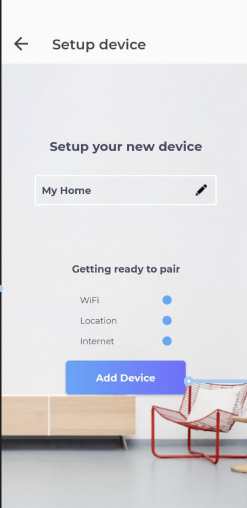 Setup device
Setup your new device
My Home
Getting ready to pair
WiFi
Location
Internet
Add Device